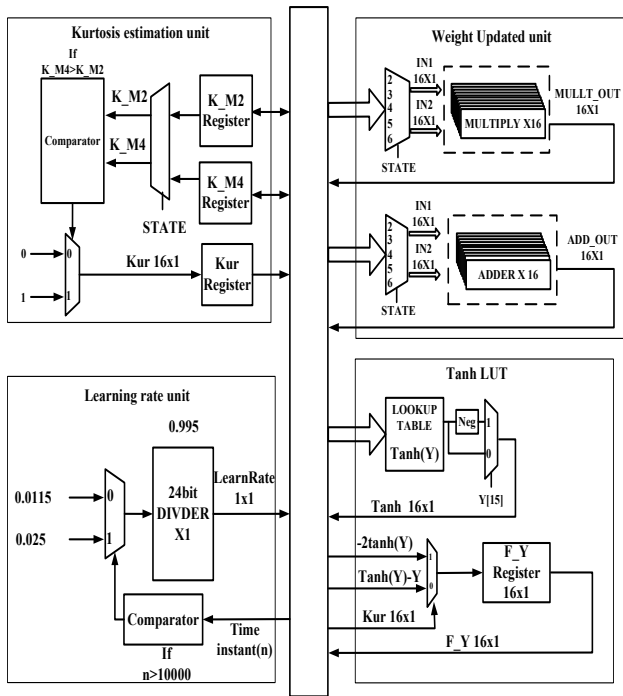 Kurtosis estimation unit
If
K_M4>K_M2
Comparator
K_M2
K_M4
K_M2
Register
K_M4
Register
STATE
0
1
0
1
Kur 16x1
Kur
Register
Weight Updated unit
2
3
4
5
6
STATE
IN1
16X1
IN2
16X1
MULTIPLY X16
MULLT_OUT
16X1
2
3
4
5
6
STATE
IN1
16X1
IN2
16X1
ADDER X 16
ADD_OUT
16X1
Learning rate unit
0.995
0.0115
0.025
0
1
24bit
DIVDER
X1
LearnRate
1x1
Comparator
If
n>10000
Time
instant(n)
Tanh LUT
LOOKUP
TABLE
Tanh(Y)
Neg
1
0
Y[15]
Tanh 16x1
-2tanh(Y)
Tanh(Y)-Y
Kur 16x1
1
0
F_Y
Register
16x1
F_Y 16x1